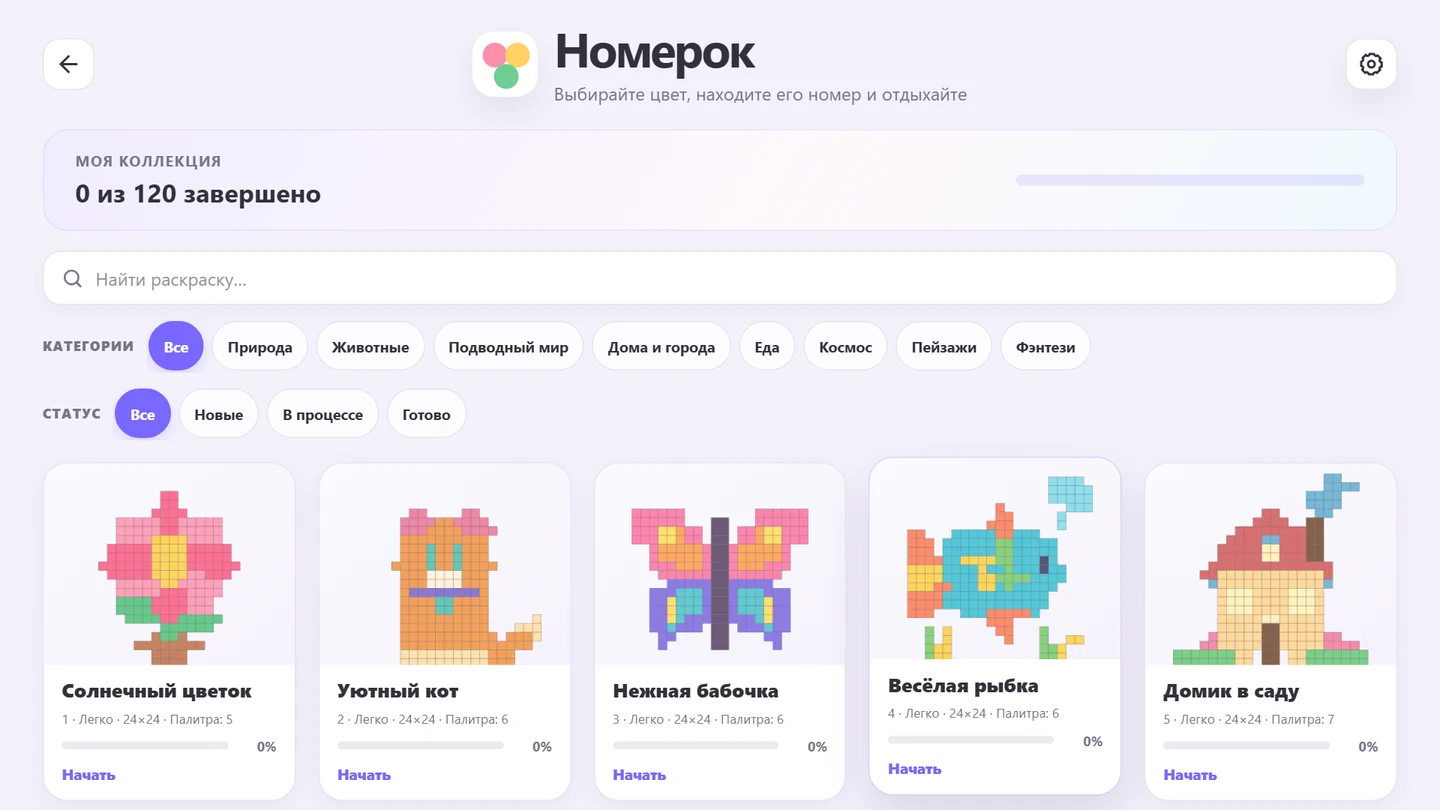 Номерок
Выбирайте цвет, находите его номер и отдыхайте
МОЯ КОЛЛЕКЦИЯ
0 из 120 завершено
Найти раскраску...
КАТЕГОРИИ Все Природа Животные Подводный мир Дома и города Еда Космос Пейзажи Фэнтези
СТАТУС Все Новые В процессе Готово
Солнечный цветок
1 · Легко · 24×24 · Палитра: 5
0%
Начать
Уютный кот
2 · Легко · 24×24 · Палитра: 6
0%
Начать
Нежная бабочка
3 · Легко · 24×24 · Палитра: 6
0%
Начать
Весёлая рыбка
4 · Легко · 24×24 · Палитра: 6
0%
Начать
Домик в саду
5 · Легко · 24×24 · Палитра: 7
0%
Начать